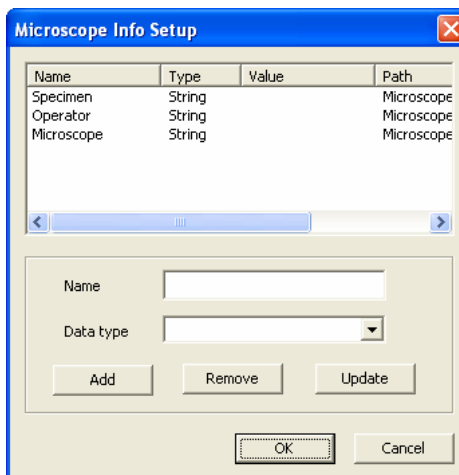 Microscope Info Setup
Name Type Value Path
Specimen String Microscope
Operator String Microscope
Microscope String Microscope
Name
Data type
Add Remove Update
OK Cancel